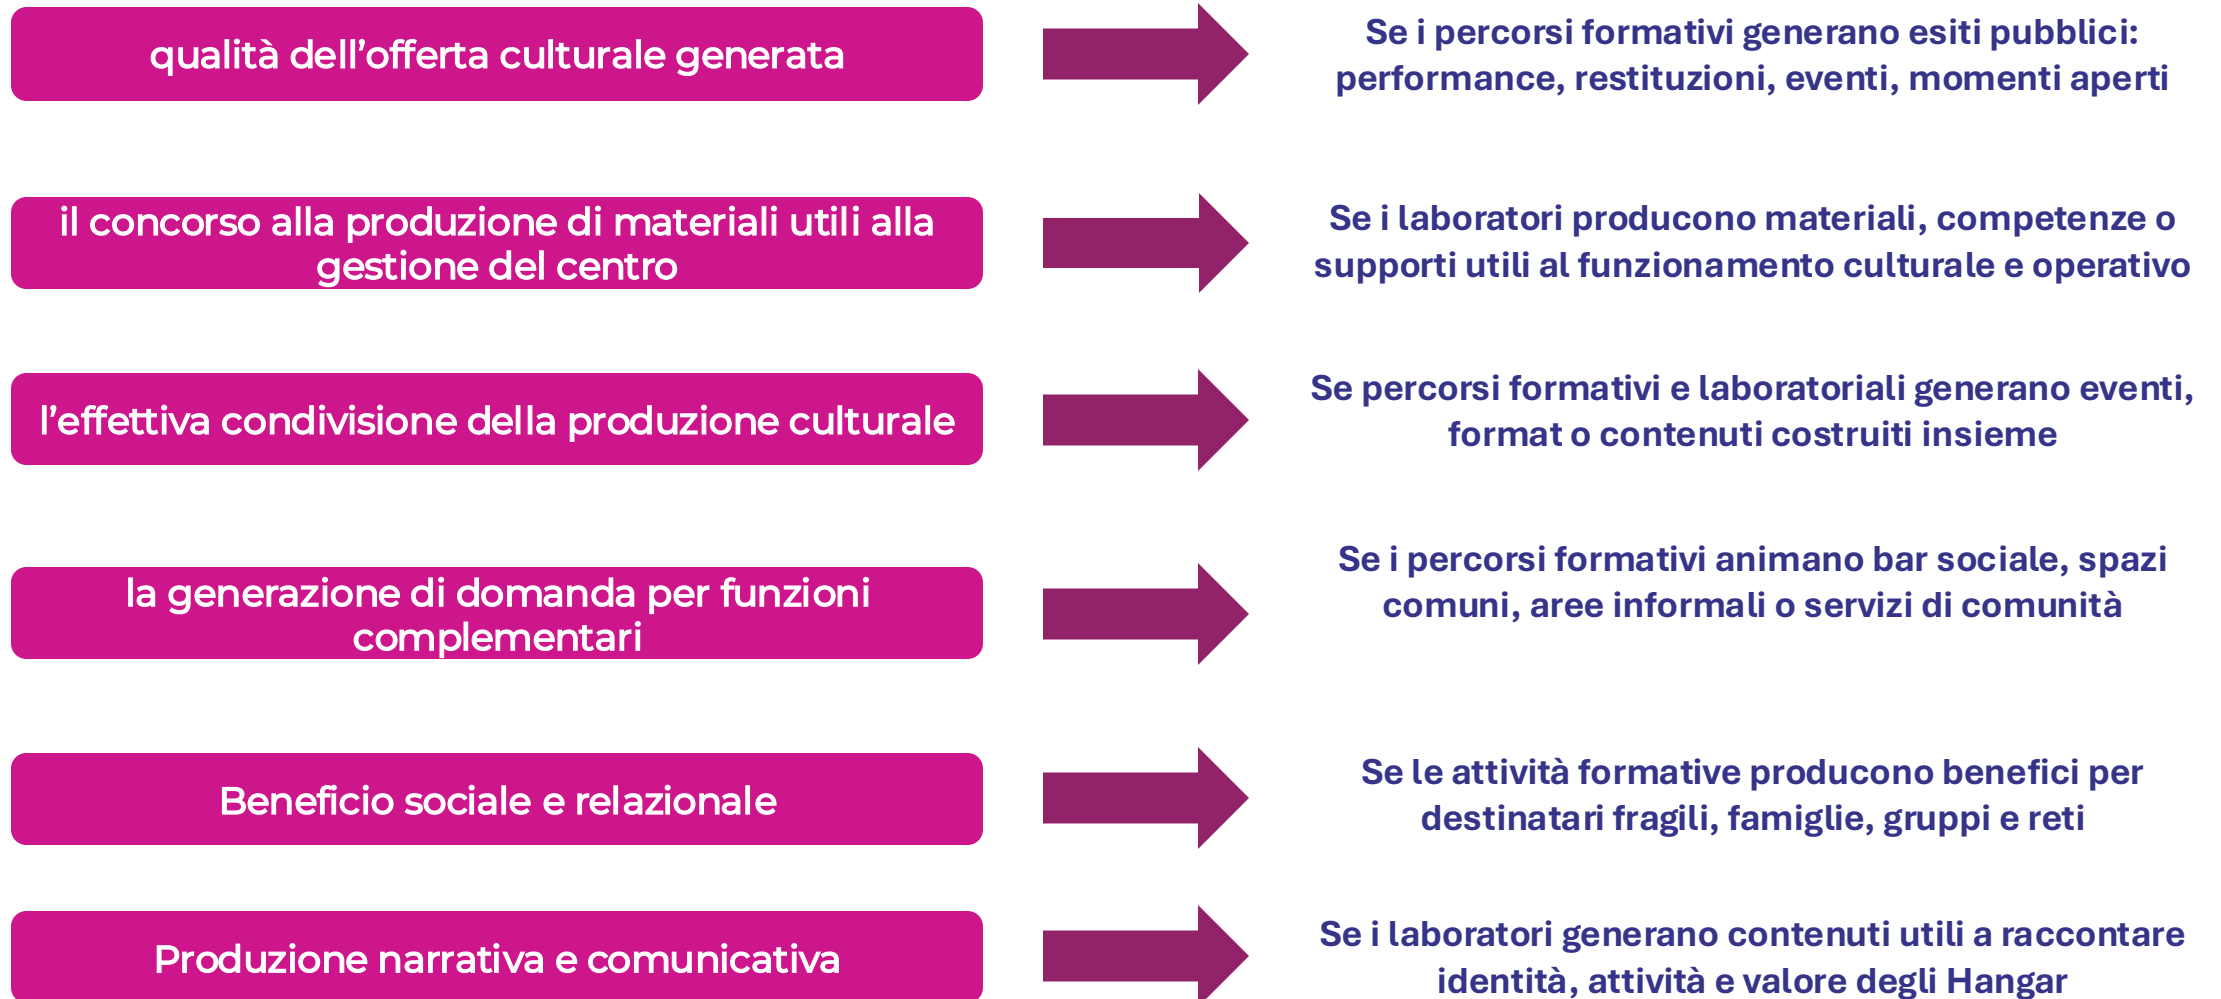 qualità dell’offerta culturale generata
Se i percorsi formativi generano esiti pubblici:
performance, restituzioni, eventi, momenti aperti
il concorso alla produzione di materiali utili alla
gestione del centro
Se i laboratori producono materiali, competenze o
supporti utili al funzionamento culturale e operativo
l’effettiva condivisione della produzione culturale
Se percorsi formativi e laboratoriali generano eventi,
format o contenuti costruiti insieme
la generazione di domanda per funzioni
complementari
Se i percorsi formativi animano bar sociale, spazi
comuni, aree informali o servizi di comunità
Beneficio sociale e relazionale
Se le attività formative producono benefici per
destinatari fragili, famiglie, gruppi e reti
Produzione narrativa e comunicativa
Se i laboratori generano contenuti utili a raccontare
identità, attività e valore degli Hangar